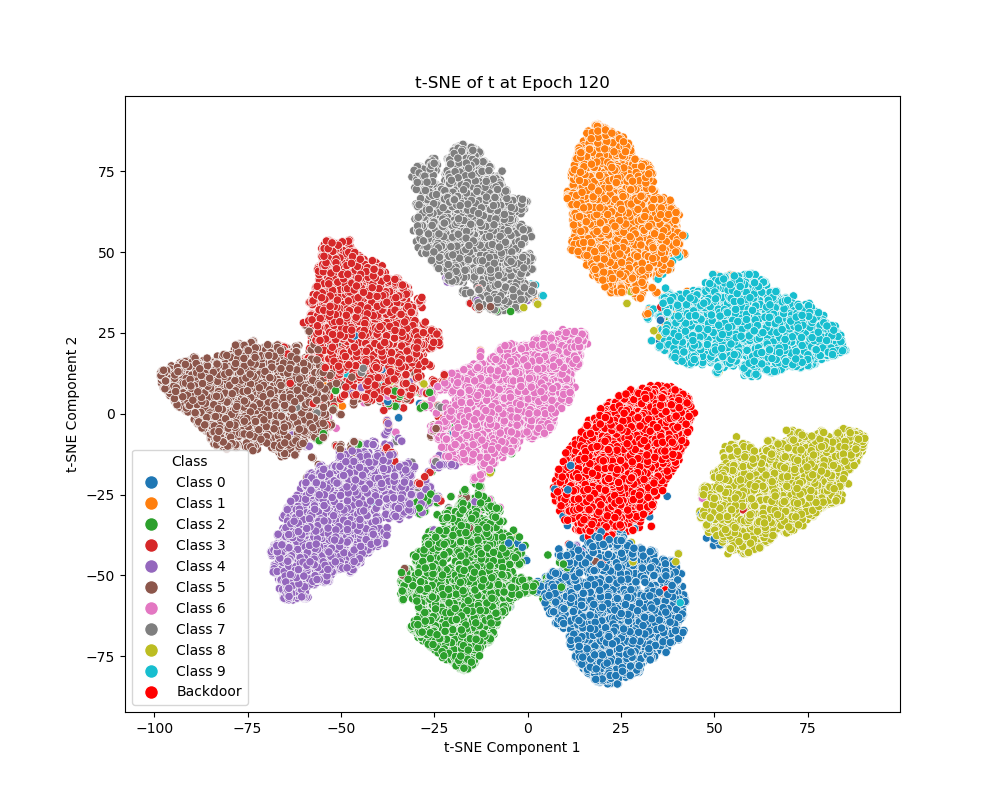 t-SNE of t at Epoch 120
t-SNE Component 2
75
50
25
0
−25
−50
−75
Class
Class 0
Class 1
Class 2
Class 3
Class 4
Class 5
Class 6
Class 7
Class 8
Class 9
Backdoor
−100
−75
−50
−25
0
25
50
75
t-SNE Component 1